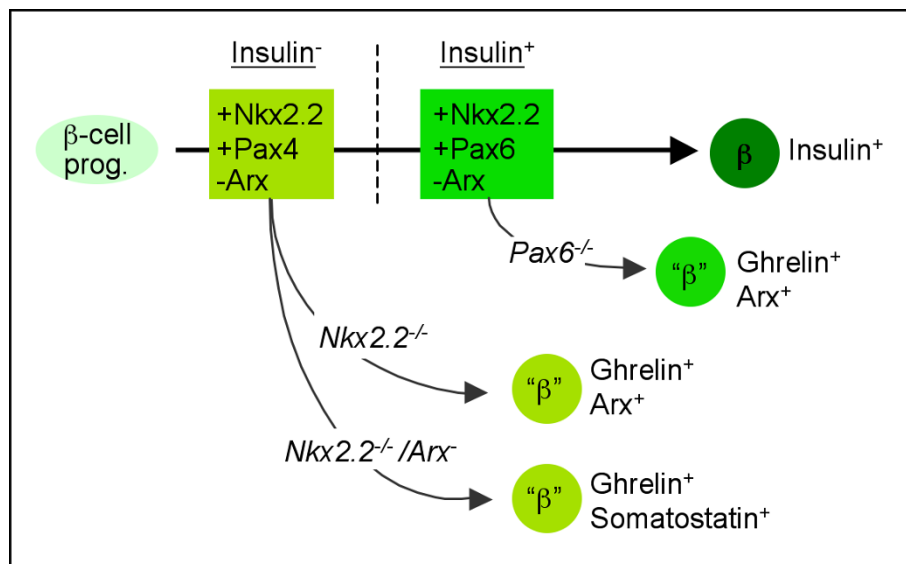 Insulin⁻
Insulin⁺
β-cell
prog.
+Nkx2.2
+Pax4
-Arx
+Nkx2.2
+Pax6
-Arx
β
Insulin⁺
Pax6⁻/⁻
“β”
Ghrelin⁺
Arx⁺
Nkx2.2⁻/⁻
“β”
Ghrelin⁺
Arx⁺
Nkx2.2⁻/⁻/Arx⁻
“β”
Ghrelin⁺
Somatostatin⁺